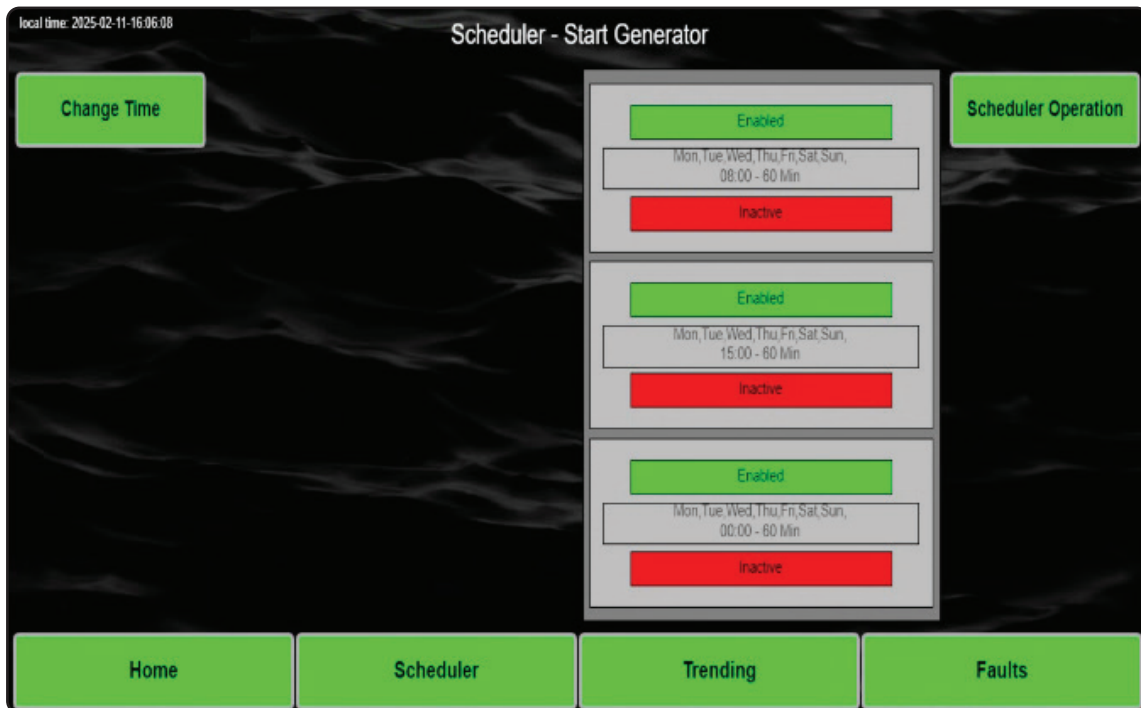 local time: 2025-02-11-16:06:08
Scheduler - Start Generator
Change Time
Scheduler Operation
Enabled
Mon,Tue,Wed,Thu,Fri,Sat,Sun,
08:00 - 60 Min
Inactive
Enabled
Mon,Tue,Wed,Thu,Fri,Sat,Sun,
15:00 - 60 Min
Inactive
Enabled
Mon,Tue,Wed,Thu,Fri,Sat,Sun,
00:00 - 60 Min
Inactive
Home
Scheduler
Trending
Faults